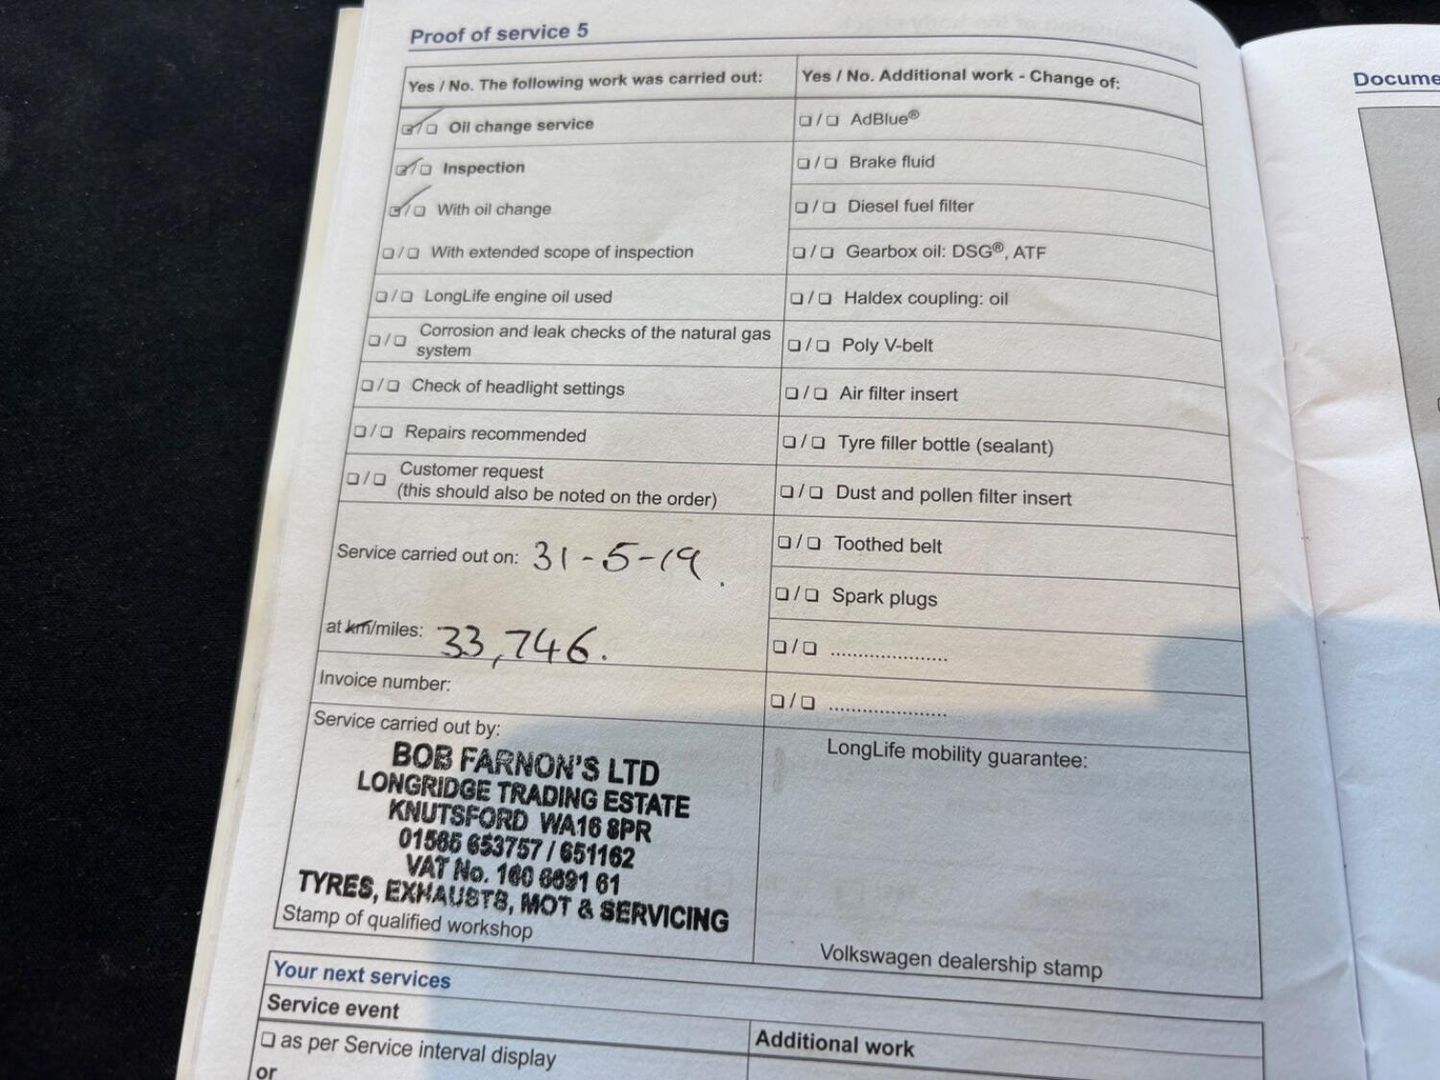 Proof of service 5
Yes / No. The following work was carried out:
☑/☐ Oil change service
☑/☐ Inspection
☑/☐ With oil change
☐/☐ With extended scope of inspection
☐/☐ LongLife engine oil used
☐/☐ Corrosion and leak checks of the natural gas
system
☐/☐ Check of headlight settings
☐/☐ Repairs recommended
☐/☐ Customer request
(this should also be noted on the order)
Service carried out on: 31-5-19.
at km/miles: 33,746.
Invoice number:
Service carried out by:
BOB FARNON'S LTD
LONGRIDGE TRADING ESTATE
KNUTSFORD WA16 8PR
01565 653757 / 651162
VAT No. 160 6691 61
TYRES, EXHAUSTS, MOT & SERVICING
Stamp of qualified workshop
Yes / No. Additional work - Change of:
☐/☐ AdBlue®
☐/☐ Brake fluid
☐/☐ Diesel fuel filter
☐/☐ Gearbox oil: DSG®, ATF
☐/☐ Haldex coupling: oil
☐/☐ Poly V-belt
☐/☐ Air filter insert
☐/☐ Tyre filler bottle (sealant)
☐/☐ Dust and pollen filter insert
☐/☐ Toothed belt
☐/☐ Spark plugs
☐/☐ .....................
☐/☐ .....................
LongLife mobility guarantee:
Volkswagen dealership stamp
Your next services
Service event
☐ as per Service interval display
or
Additional work
Docume